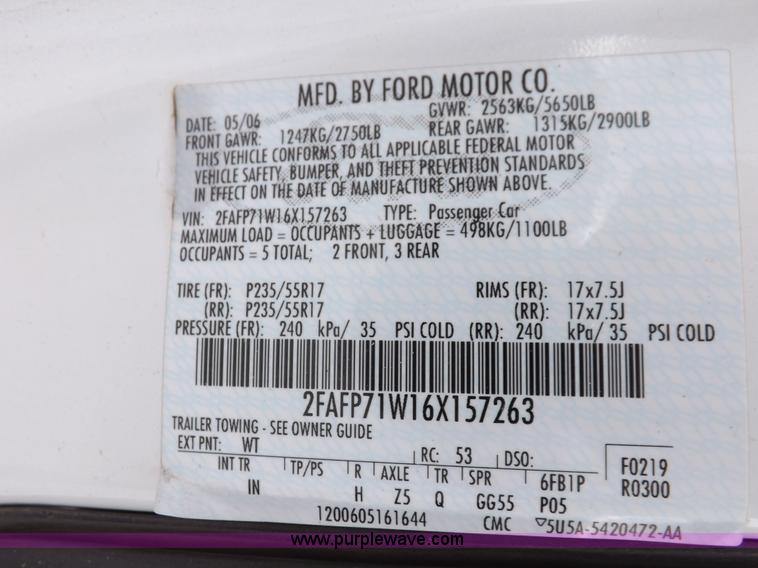 MFD. BY FORD MOTOR CO.
DATE: 05/06 GVWR: 2563KG/5650LB
FRONT GAWR: 1247KG/2750LB REAR GAWR: 1315KG/2900LB
THIS VEHICLE CONFORMS TO ALL APPLICABLE FEDERAL MOTOR
VEHICLE SAFETY, BUMPER, AND THEFT PREVENTION STANDARDS
IN EFFECT ON THE DATE OF MANUFACTURE SHOWN ABOVE.
VIN: 2FAFP71W16X157263 TYPE: Passenger Car
MAXIMUM LOAD = OCCUPANTS + LUGGAGE = 498KG/1100LB
OCCUPANTS = 5 TOTAL; 2 FRONT, 3 REAR
TIRE (FR): P235/55R17 RIMS (FR): 17x7.5J
(RR): P235/55R17 (RR): 17x7.5J
PRESSURE (FR): 240 kPa/ 35 PSI COLD (RR): 240 kPa/ 35 PSI COLD
2FAFP71W16X157263
TRAILER TOWING - SEE OWNER GUIDE
EXT PNT: WT RC: 53 DSO: F0219
INT TR TP/PS R AXLE TR SPR 6FB1P R0300
IN H Z5 Q GG55 P05
1200605161644 CMC ▽5U5A-5420472-AA
www.purplewave.com